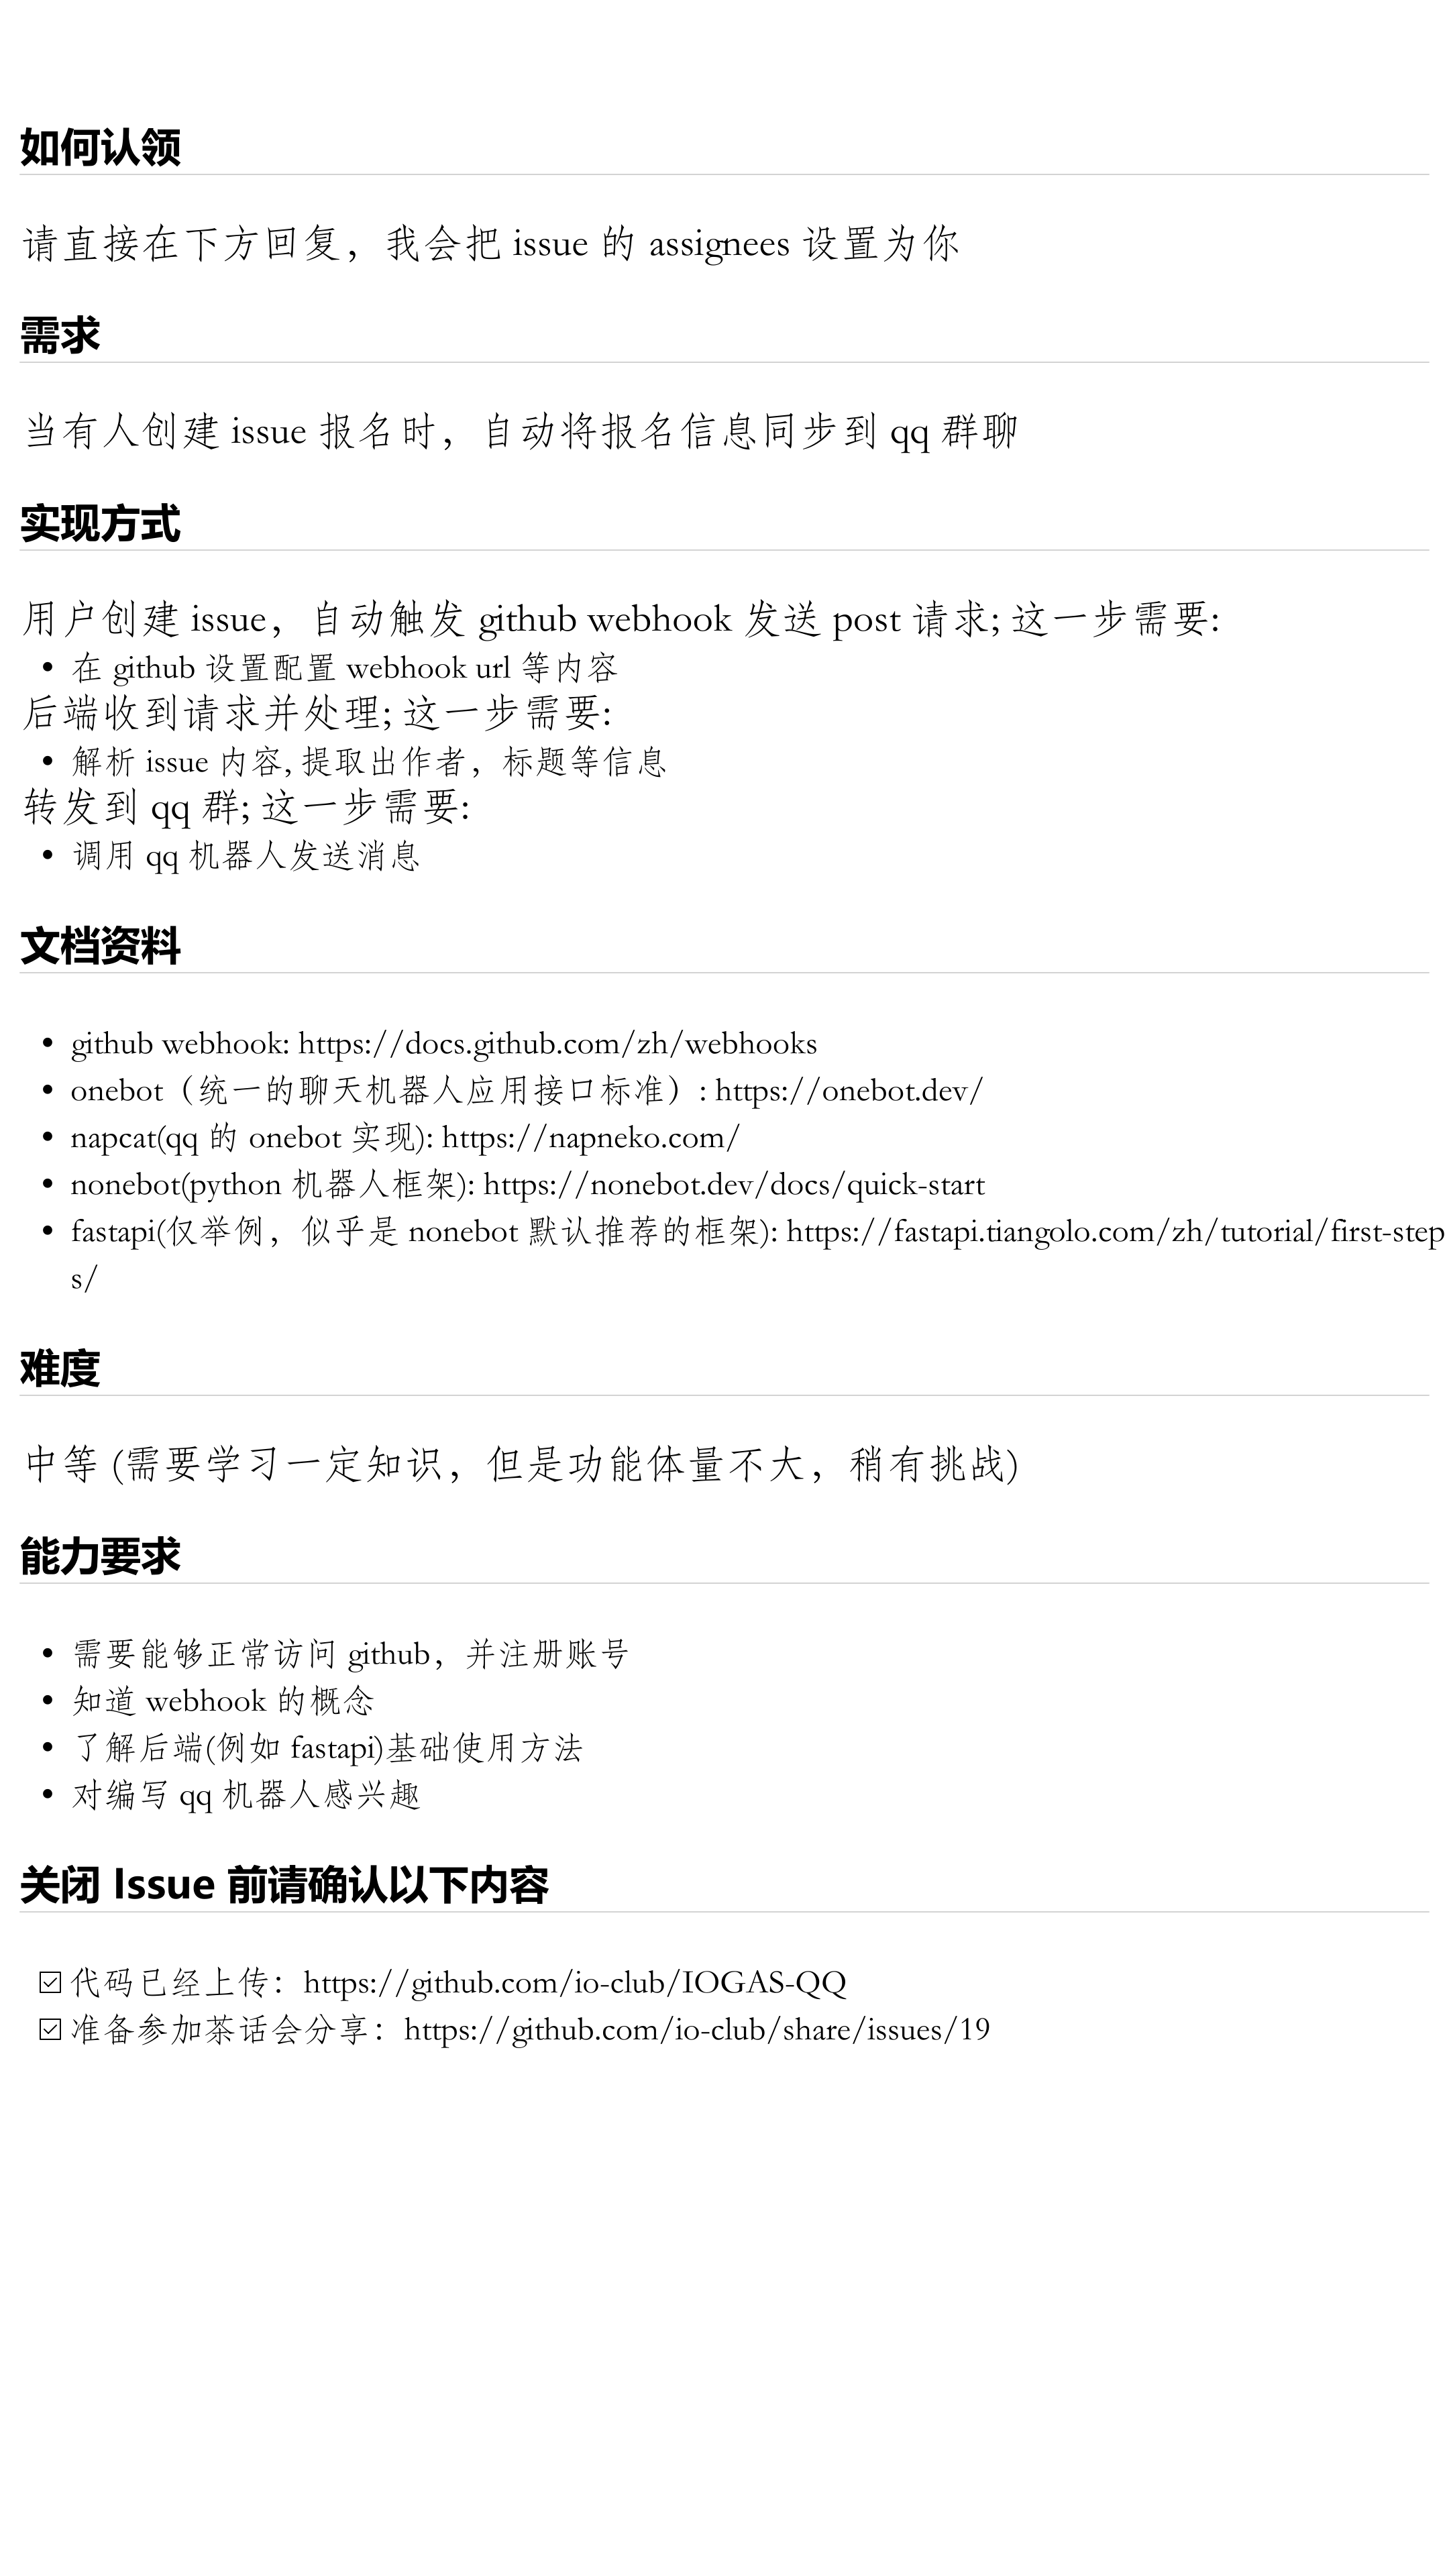 如何认领
请直接在下方回复，我会把 issue 的 assignees 设置为你
需求
当有人创建 issue 报名时，自动将报名信息同步到 qq 群聊
实现方式
用户创建 issue，自动触发 github webhook 发送 post 请求; 这一步需要:
• 在 github 设置配置 webhook url 等内容
后端收到请求并处理; 这一步需要:
• 解析 issue 内容, 提取出作者，标题等信息
转发到 qq 群; 这一步需要:
• 调用 qq 机器人发送消息
文档资料
• github webhook: https://docs.github.com/zh/webhooks
• onebot（统一的聊天机器人应用接口标准）: https://onebot.dev/
• napcat(qq 的 onebot 实现): https://napneko.com/
• nonebot(python 机器人框架): https://nonebot.dev/docs/quick-start
• fastapi(仅举例，似乎是 nonebot 默认推荐的框架): https://fastapi.tiangolo.com/zh/tutorial/first-step
s/
难度
中等 (需要学习一定知识，但是功能体量不大，稍有挑战)
能力要求
• 需要能够正常访问 github，并注册账号
• 知道 webhook 的概念
• 了解后端(例如 fastapi)基础使用方法
• 对编写 qq 机器人感兴趣
关闭 Issue 前请确认以下内容
☑ 代码已经上传：https://github.com/io-club/IOGAS-QQ
☑ 准备参加茶话会分享：https://github.com/io-club/share/issues/19